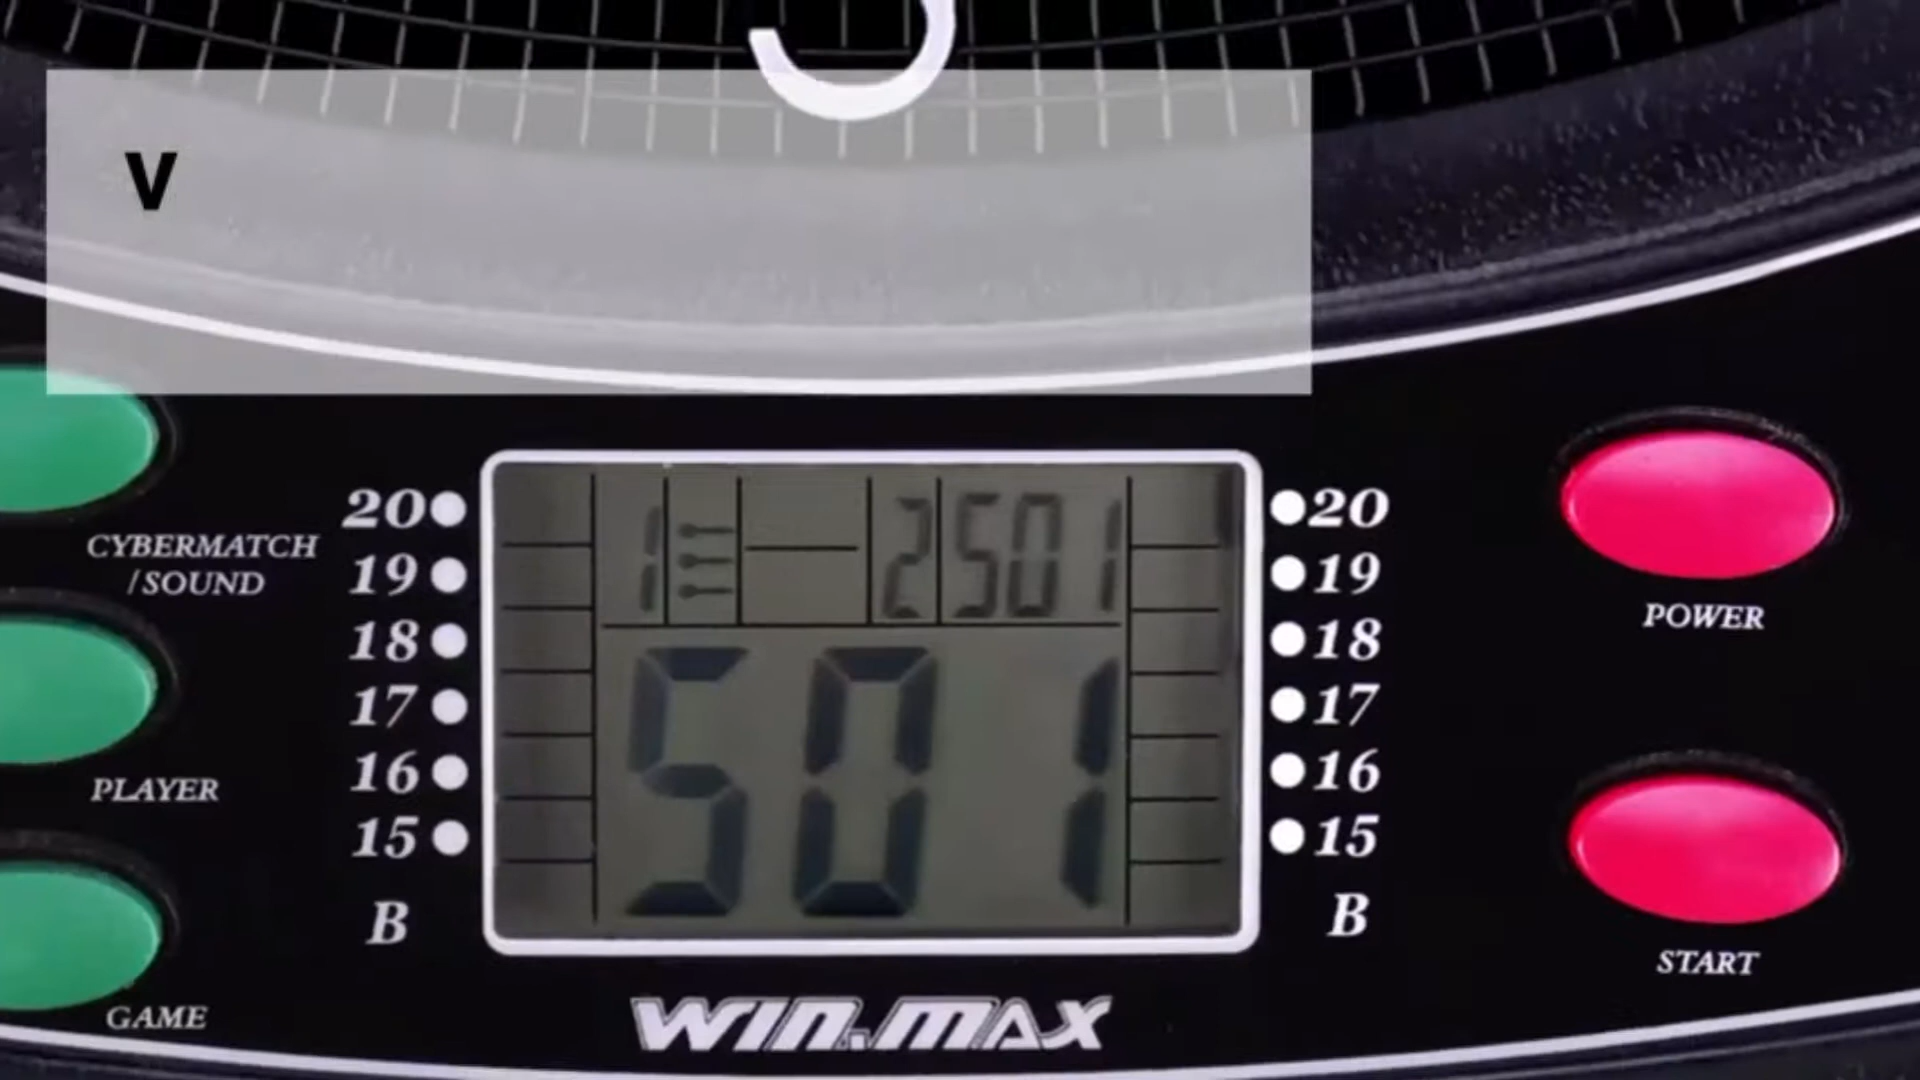 3
V
20 1 2 501 20
CYBERMATCH
/SOUND
19 19
18 501 18
17 17
PLAYER
16 16
15 15
B B
GAME
POWER
START
WIN.MAX